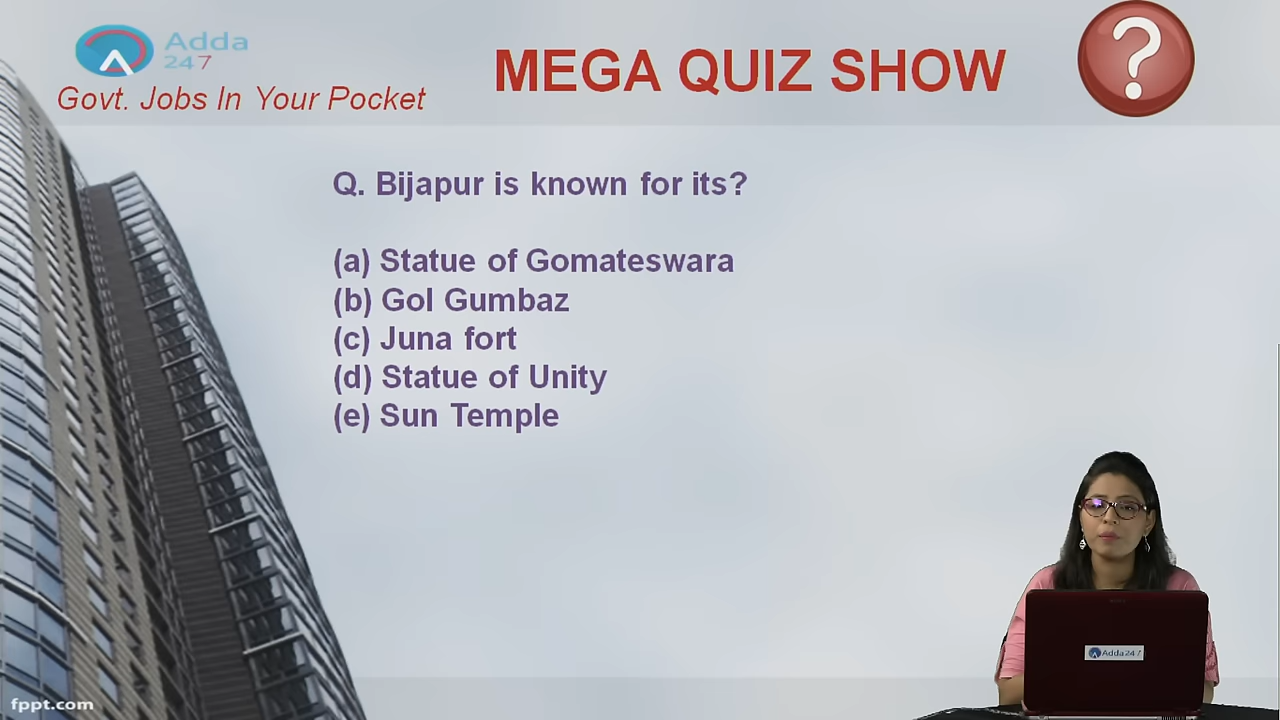 Adda
247
Govt. Jobs In Your Pocket
MEGA QUIZ SHOW
?
Q. Bijapur is known for its?
(a) Statue of Gomateswara
(b) Gol Gumbaz
(c) Juna fort
(d) Statue of Unity
(e) Sun Temple
Adda247
fppt.com